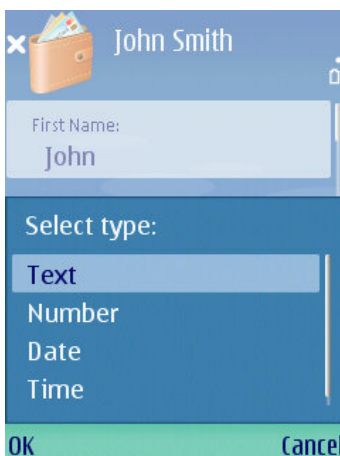 John Smith
First Name:
John
Select type:
Text
Number
Date
Time
OK Cancel